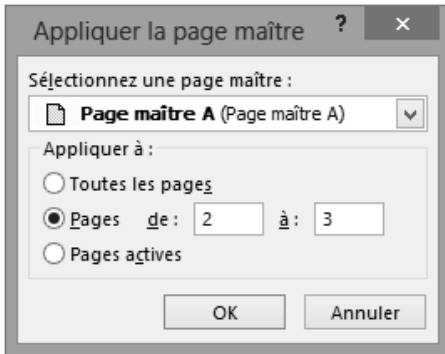 Appliquer la page maître ? ×
Sélectionnez une page maître :
Page maître A (Page maître A)
Appliquer à :
Toutes les pages
Pages de : 2 à : 3
Pages actives
OK Annuler